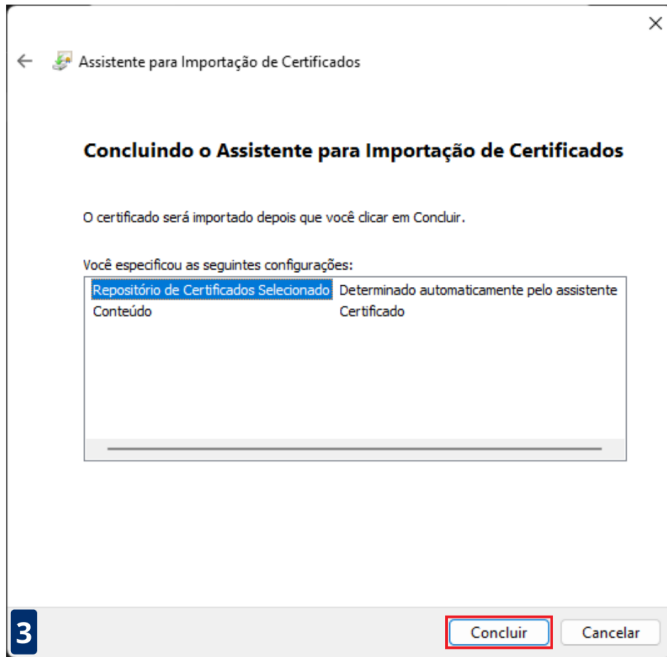 Assistente para Importação de Certificados
Concluindo o Assistente para Importação de Certificados
O certificado será importado depois que você clicar em Concluir.
Você especificou as seguintes configurações:
Repositório de Certificados Selecionado Determinado automaticamente pelo assistente
Conteúdo Certificado
3
Concluir Cancelar